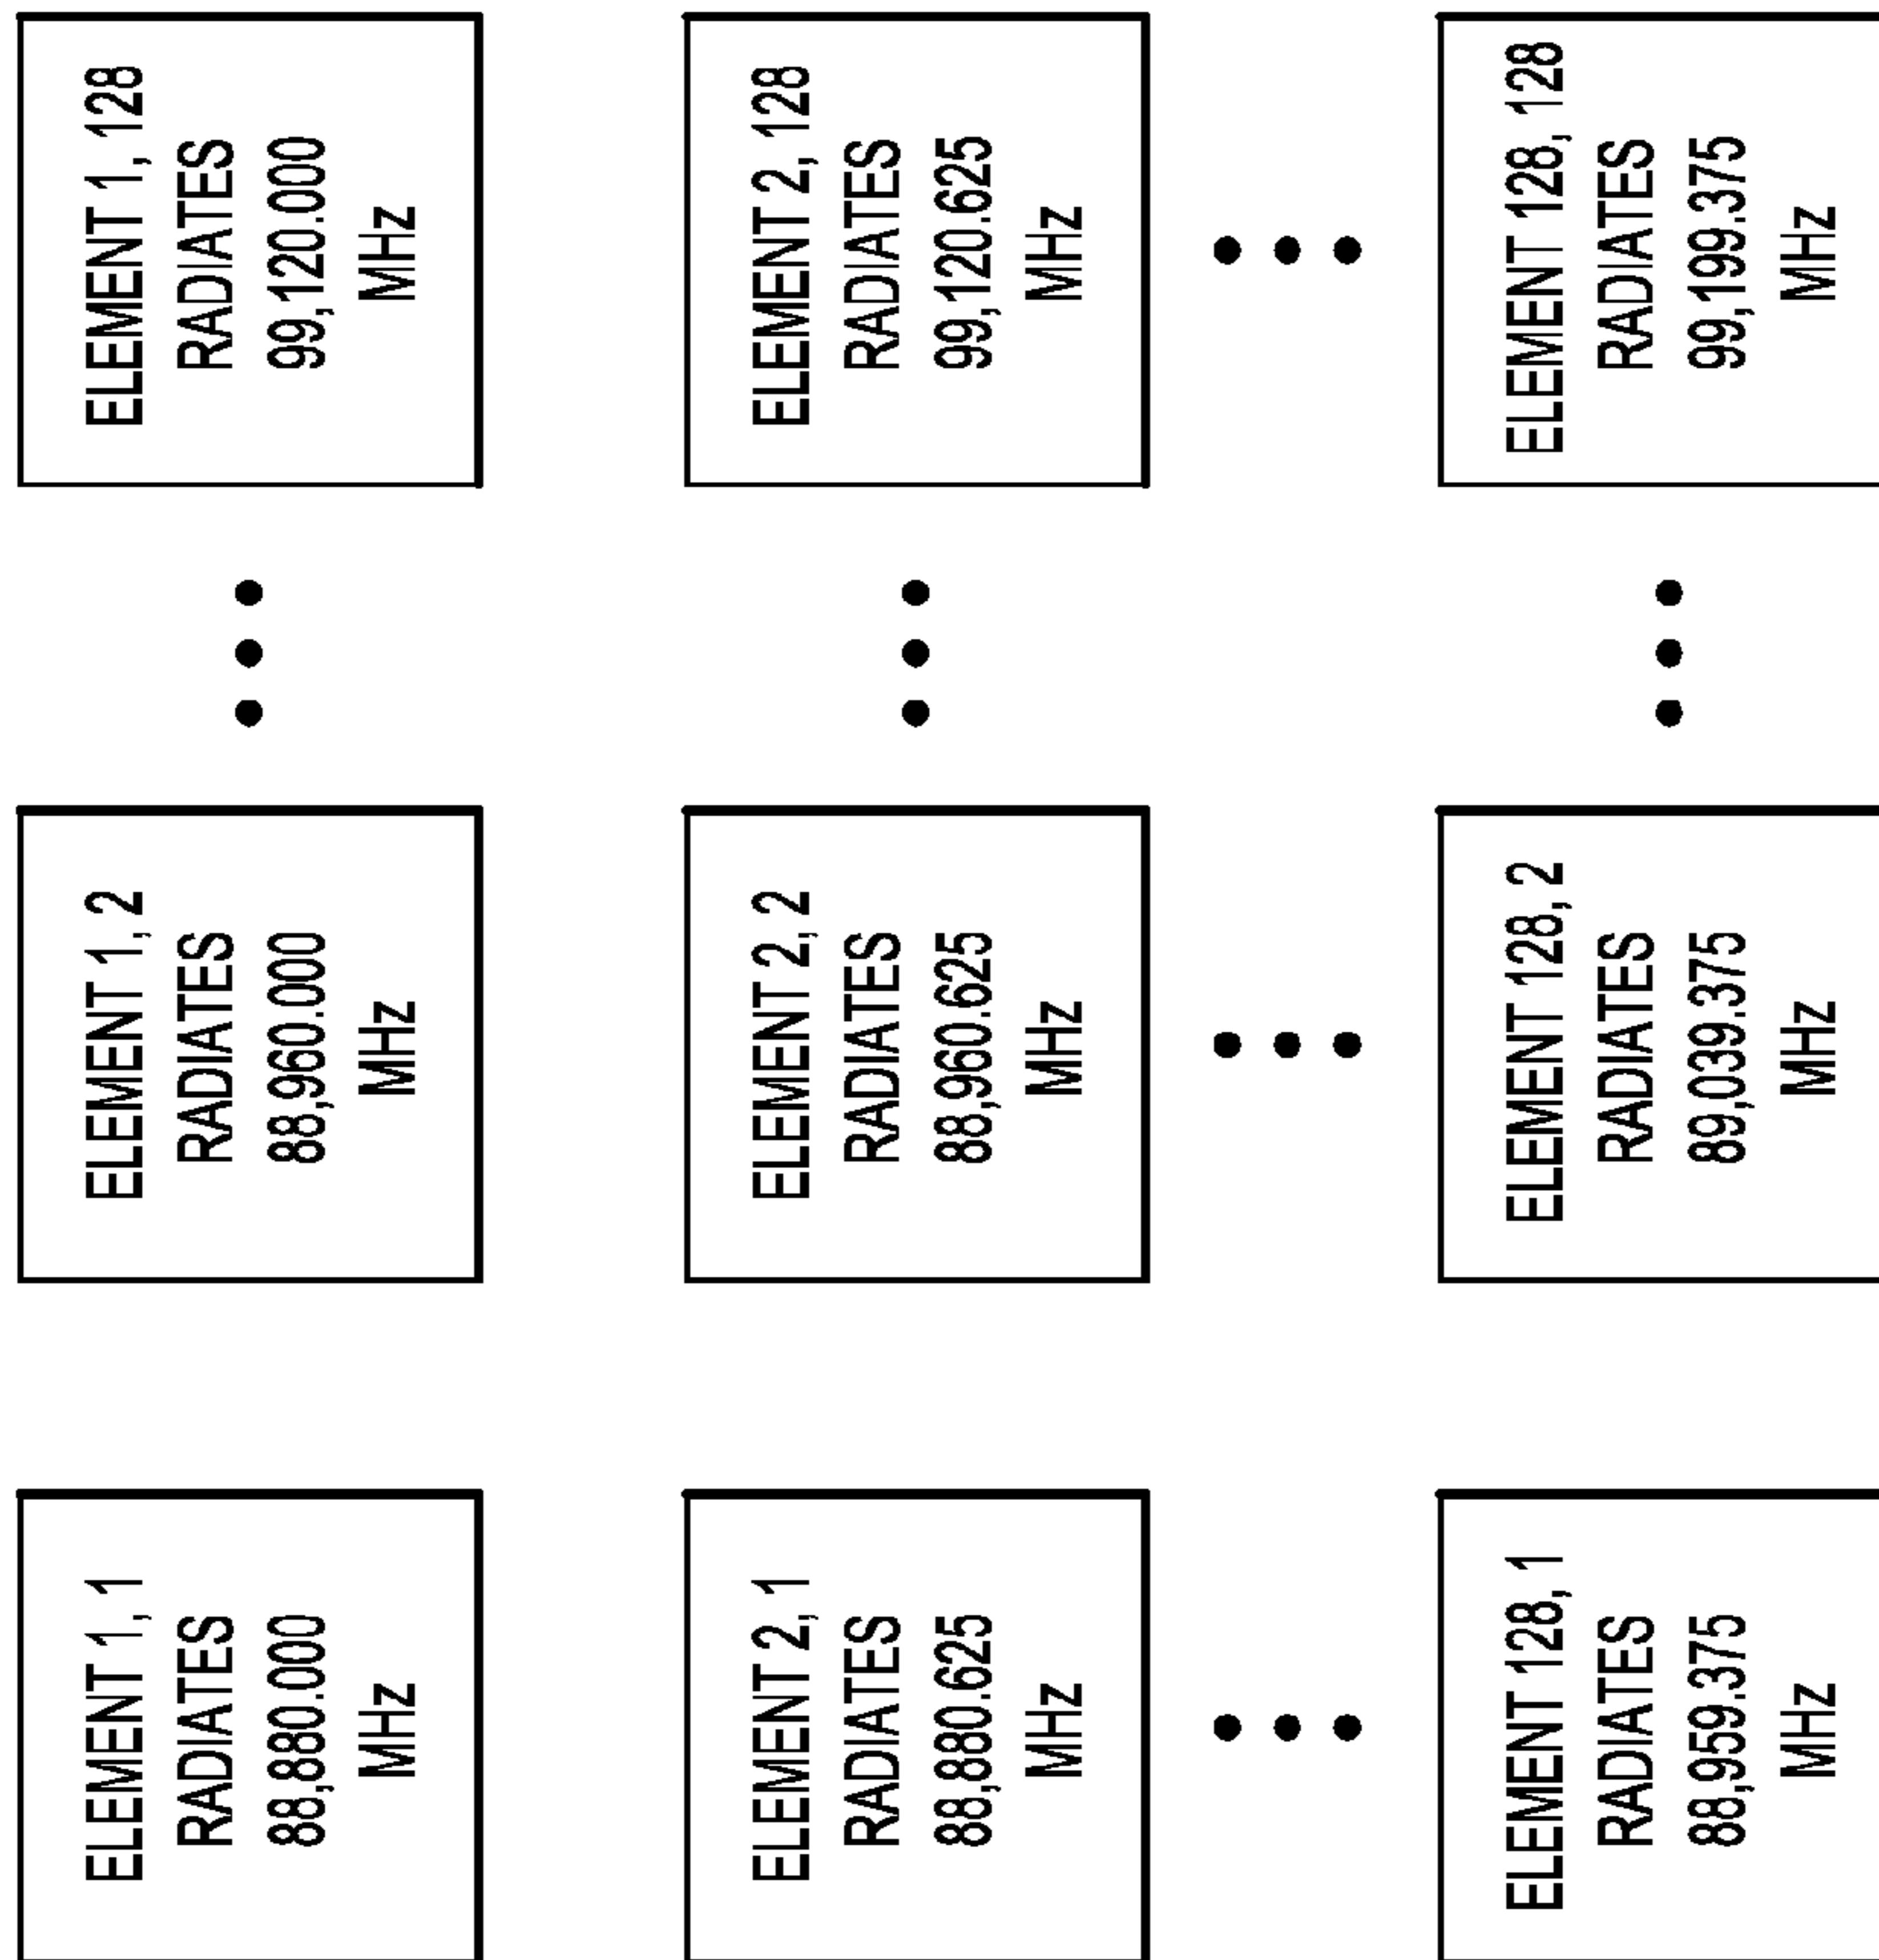 ELEMENT 1, 1
RADIATES
88,880.000
MHz
ELEMENT 1, 2
RADIATES
88,960.000
MHz
ELEMENT 1, 128
RADIATES
99,120.000
MHz
ELEMENT 2, 1
RADIATES
88,880.625
MHz
ELEMENT 2, 2
RADIATES
88,960.625
MHz
ELEMENT 2, 128
RADIATES
99,120.625
MHz
ELEMENT 128, 1
RADIATES
88,959.375
MHz
ELEMENT 128, 2
RADIATES
89,039.375
MHz
ELEMENT 128, 128
RADIATES
99,199.375
MHz